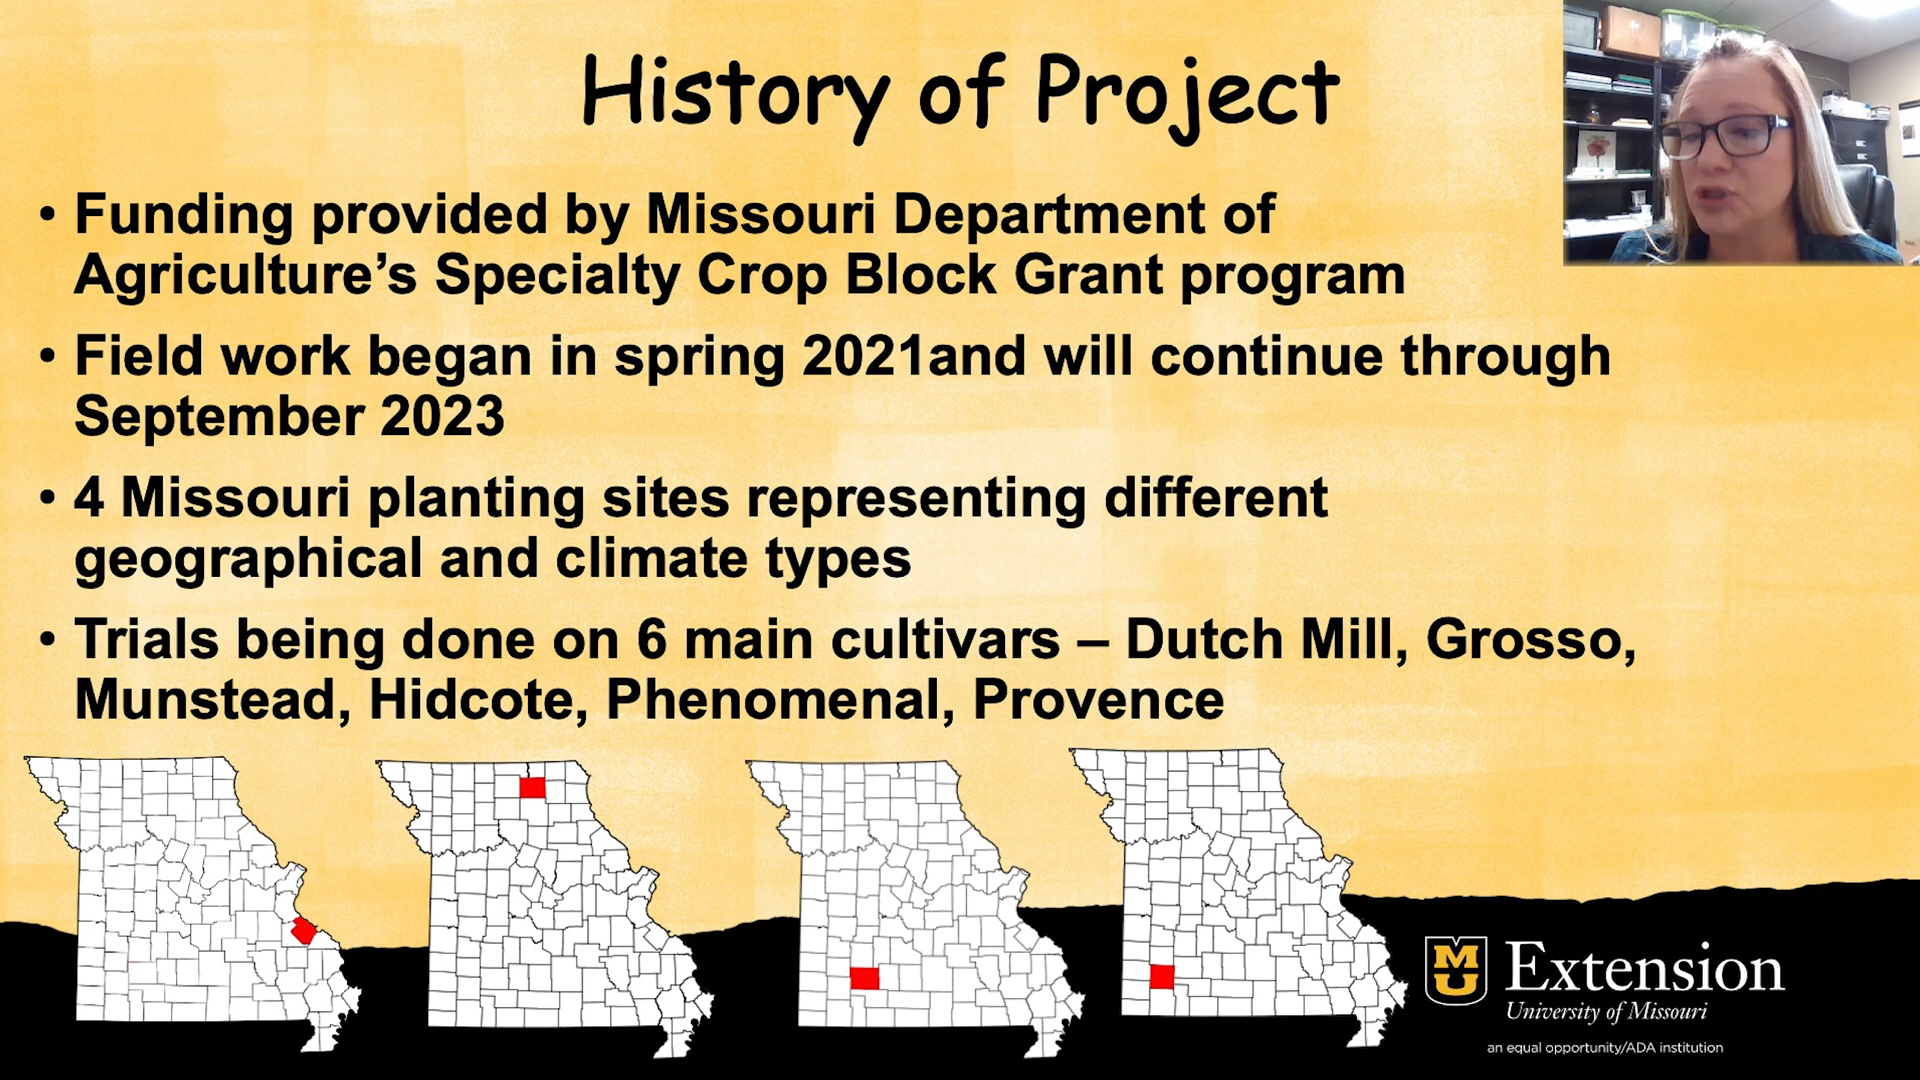 History of Project
• Funding provided by Missouri Department of
Agriculture’s Specialty Crop Block Grant program
• Field work began in spring 2021and will continue through
September 2023
• 4 Missouri planting sites representing different
geographical and climate types
• Trials being done on 6 main cultivars – Dutch Mill, Grosso,
Munstead, Hidcote, Phenomenal, Provence
MU Extension
University of Missouri
an equal opportunity/ADA institution